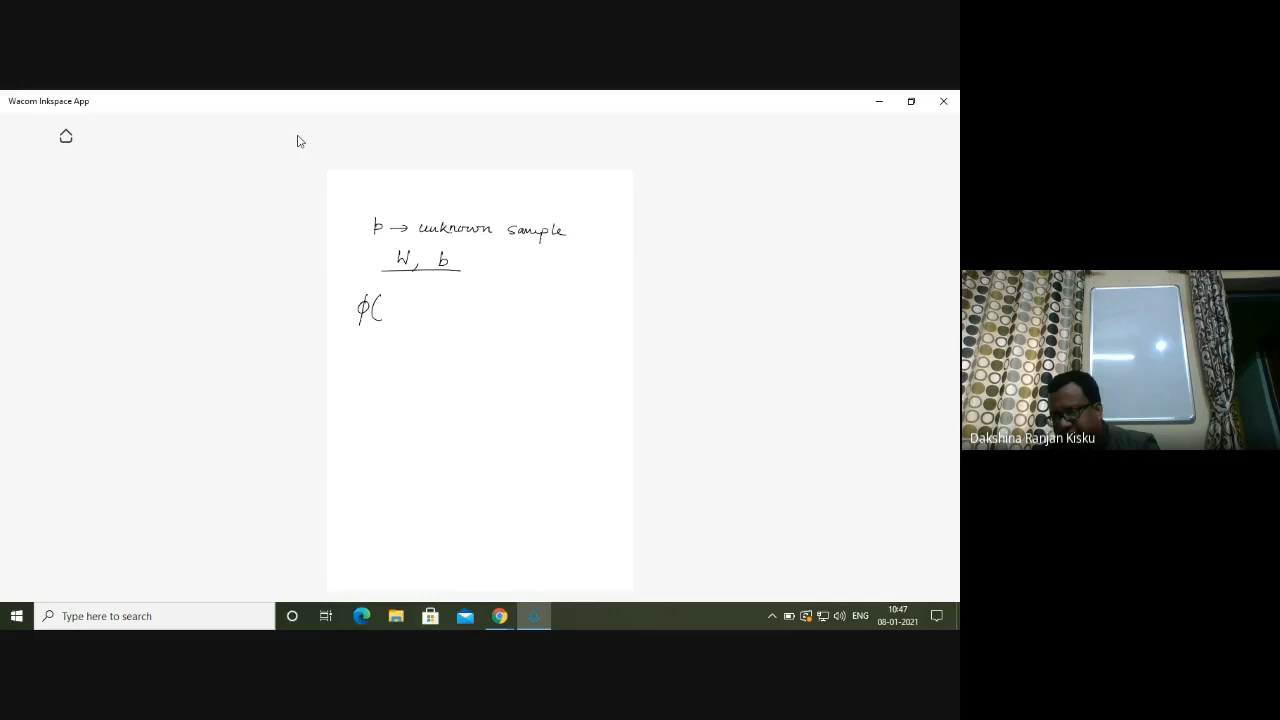 Wacom Inkspace App
p → unknown sample
W, b
φ(
Dakshina Ranjan Kisku
Type here to search
ENG
10:47
08-01-2021